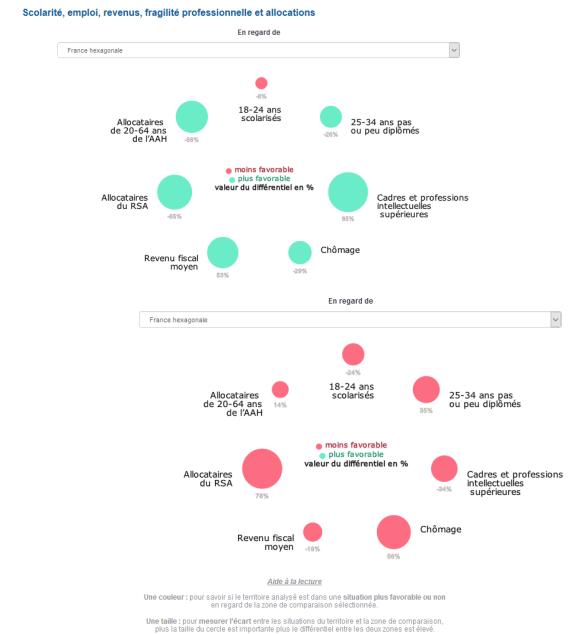 Scolarité, emploi, revenus, fragilité professionnelle et allocations
En regard de
France hexagonale
-6%
18-24 ans
scolarisés
Allocataires
de 20-64 ans
de l'AAH
25-34 ans pas
ou peu diplômés
-26%
moins favorable
plus favorable
valeur du différentiel en %
Allocataires
du RSA
-65%
Cadres et professions
intellectuelles
supérieures
Revenu fiscal
moyen
53%
Chômage
-29%
En regard de
France hexagonale
-24%
18-24 ans
scolarisés
Allocataires
de 20-64 ans
de l'AAH
14%
25-34 ans pas
ou peu diplômés
35%
moins favorable
plus favorable
valeur du différentiel en %
Allocataires
du RSA
76%
Cadres et professions
intellectuelles
supérieures
-34%
Revenu fiscal
moyen
-18%
Chômage
Aide à la lecture
Une couleur : pour savoir si le territoire analysé est dans une situation plus favorable ou non
en regard de la zone de comparaison sélectionnée.
Une taille : pour mesurer l'écart entre les situations du territoire et la zone de comparaison,
plus la taille du cercle est importante plus le différentiel entre les deux zones est élevé.